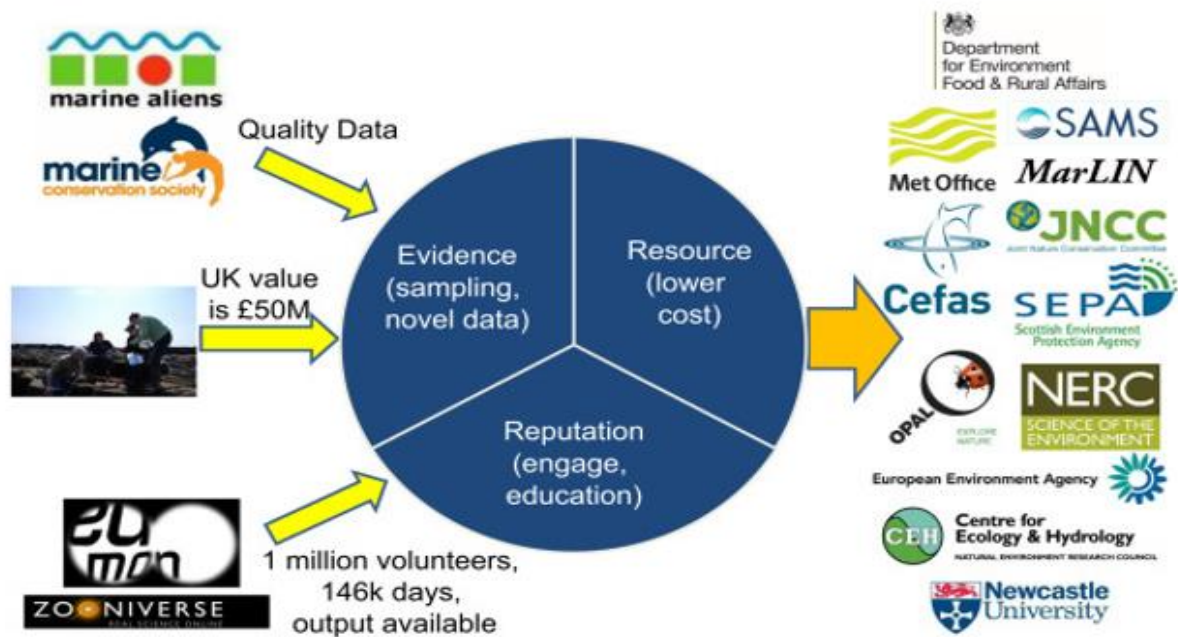 marine aliens
marine
conservation society
Quality Data
UK value
is £50M
ZOONIVERSE
REAL SCIENCE ONLINE
1 million volunteers,
146k days,
output available
Evidence
(sampling,
novel data)
Resource
(lower
cost)
Reputation
(engage,
education)
Department
for Environment
Food & Rural Affairs
Met Office
SAMS
MarLIN
Cefas
JNCC
Joint Nature Conservation Committee
SEPA
Scottish Environment
Protection Agency
OPAL
EXPLORE
NATURE
NERC
SCIENCE OF THE
ENVIRONMENT
European Environment Agency
CEH
Centre for
Ecology & Hydrology
NATURAL ENVIRONMENT RESEARCH COUNCIL
Newcastle
University